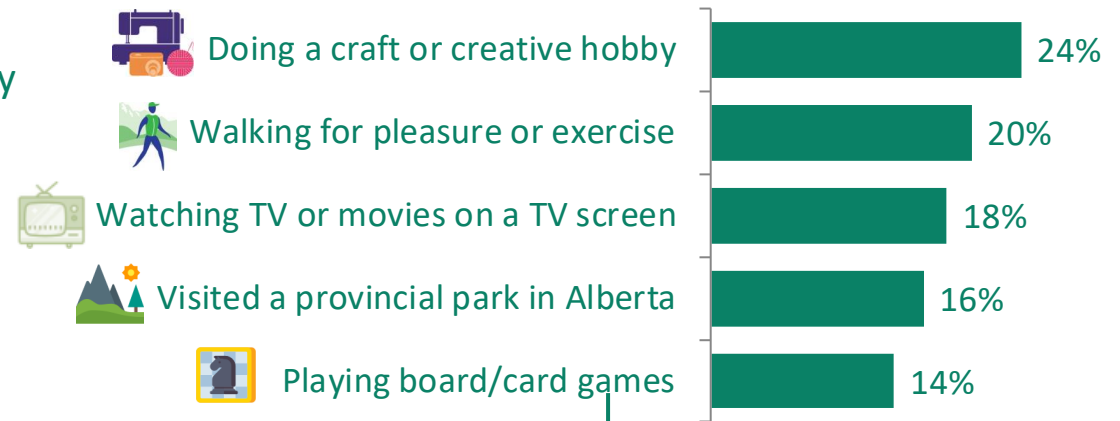 Doing a craft or creative hobby 24%
y
Walking for pleasure or exercise 20%
Watching TV or movies on a TV screen 18%
Visited a provincial park in Alberta 16%
Playing board/card games 14%